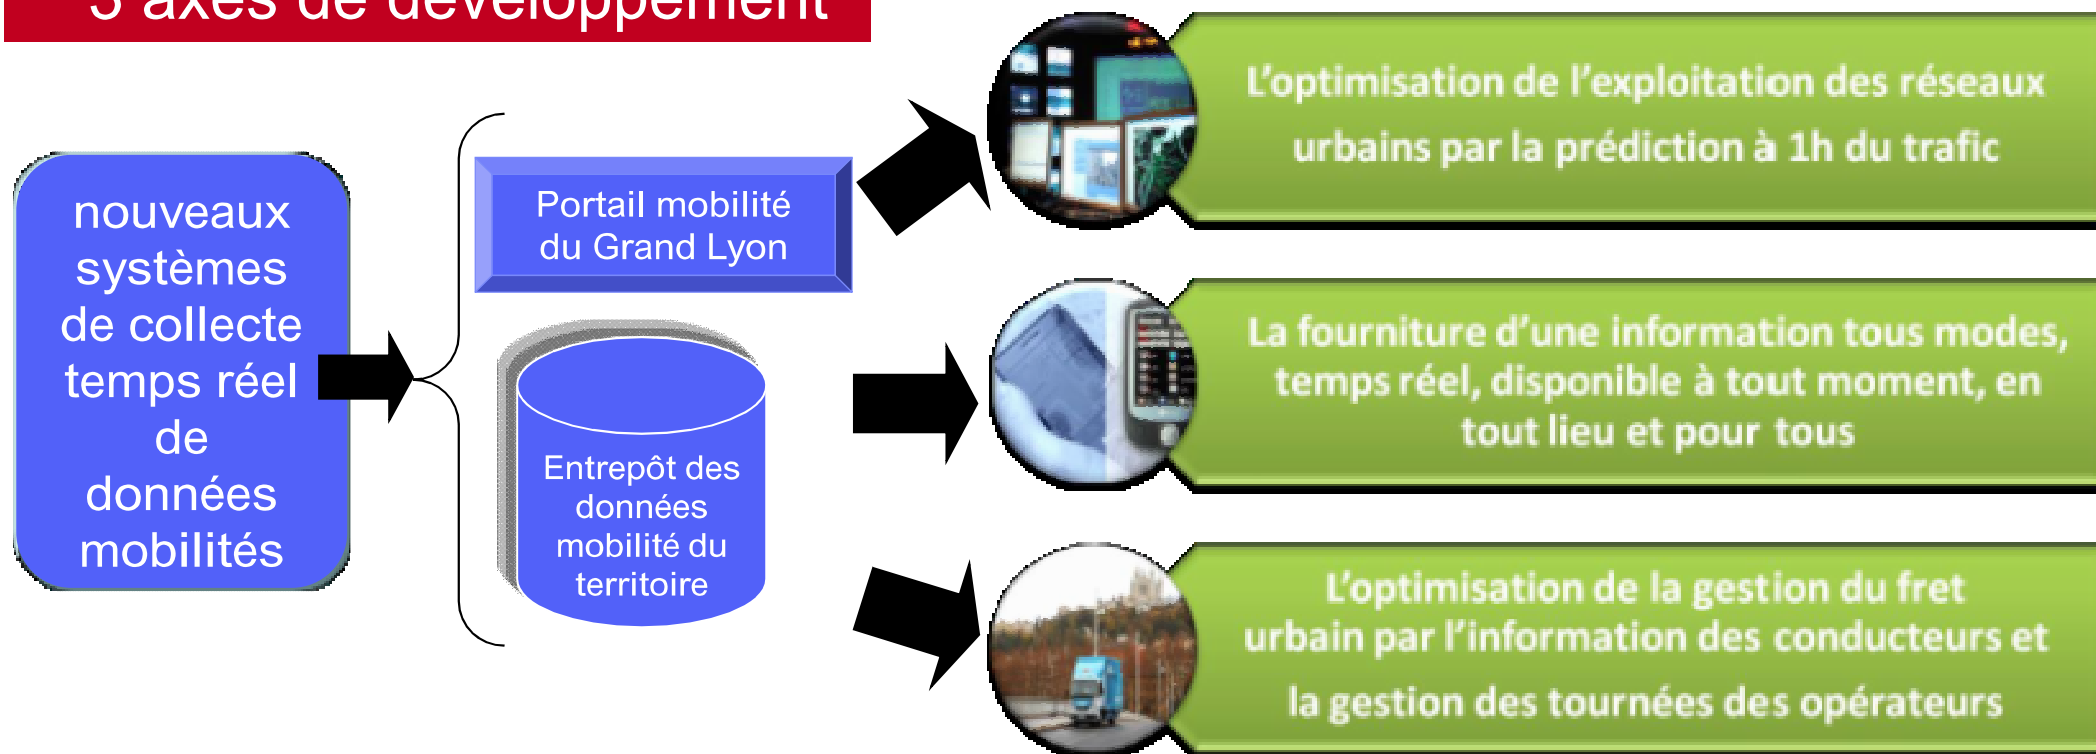 3 axes de développement
nouveaux
systèmes
de collecte
temps réel
de
données
mobilités
Portail mobilité
du Grand Lyon
Entrepôt des
données
mobilité du
territoire
L'optimisation de l'exploitation des réseaux
urbains par la prédiction à 1h du trafic
La fourniture d'une information tous modes,
temps réel, disponible à tout moment, en
tout lieu et pour tous
L'optimisation de la gestion du fret
urbain par l'information des conducteurs et
la gestion des tournées des opérateurs